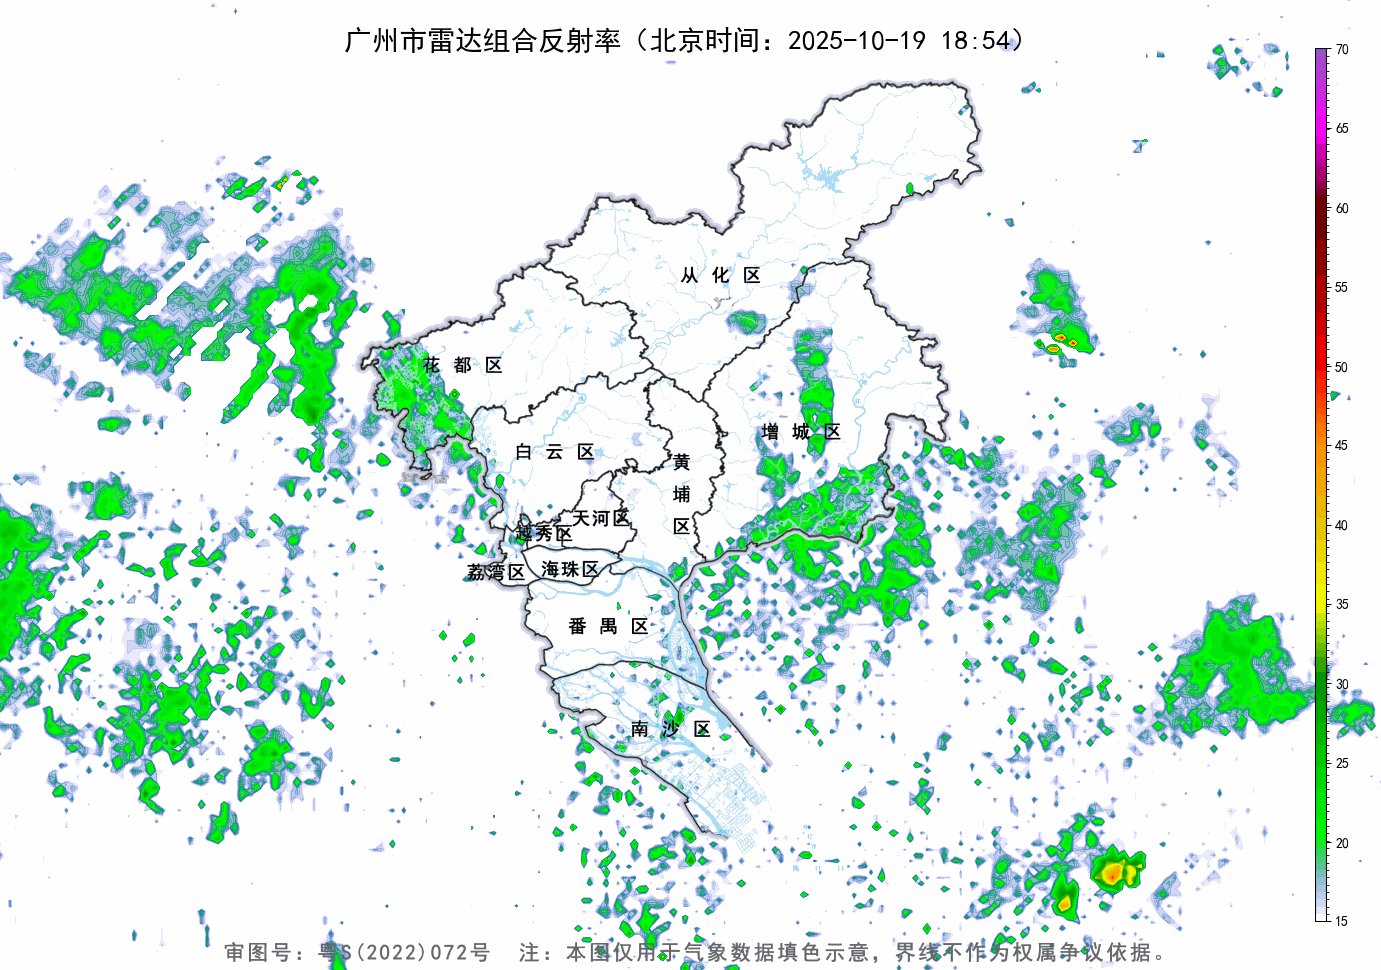 广州市雷达组合反射率（北京时间：2025-10-19 18:54）
70
65
60
55
50
45
40
35
30
25
20
15
从化区
花都区
增城区
白云区
黄埔区
天河区
越秀区
海珠区
荔湾区
番禺区
南沙区
审图号：粤S(2022)072号 注：本图仅用于气象数据填色示意，界线不作为权属争议依据。